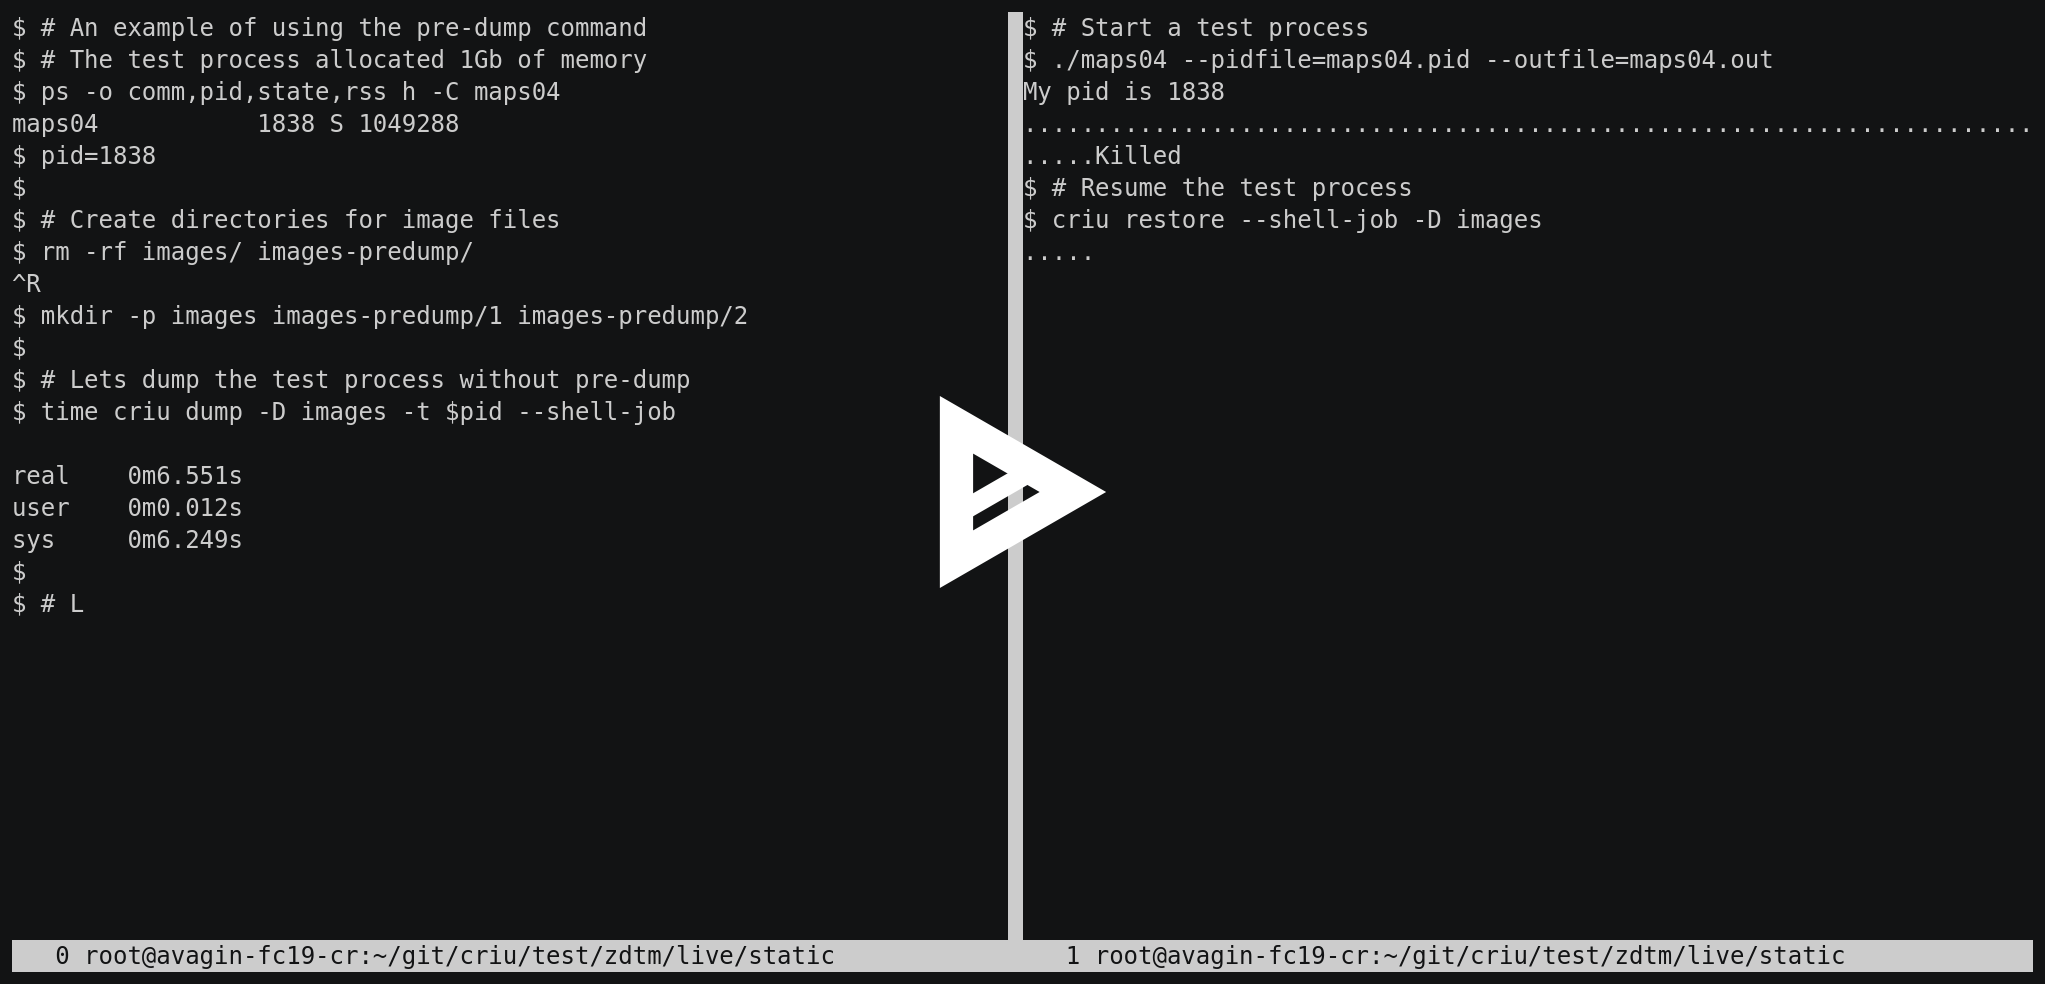 $ # An example of using the pre-dump command
$ # The test process allocated 1Gb of memory
$ ps -o comm,pid,state,rss h -C maps04
maps04           1838 S 1049288
$ pid=1838
$
$ # Create directories for image files
$ rm -rf images/ images-predump/
^R
$ mkdir -p images images-predump/1 images-predump/2
$
$ # Lets dump the test process without pre-dump
$ time criu dump -D images -t $pid --shell-job

real    0m6.551s
user    0m0.012s
sys     0m6.249s
$
$ # L
0 root@avagin-fc19-cr:~/git/criu/test/zdtm/live/static
$ # Start a test process
$ ./maps04 --pidfile=maps04.pid --outfile=maps04.out
My pid is 1838
......................................................................
.....Killed
$ # Resume the test process
$ criu restore --shell-job -D images
.....
1 root@avagin-fc19-cr:~/git/criu/test/zdtm/live/static